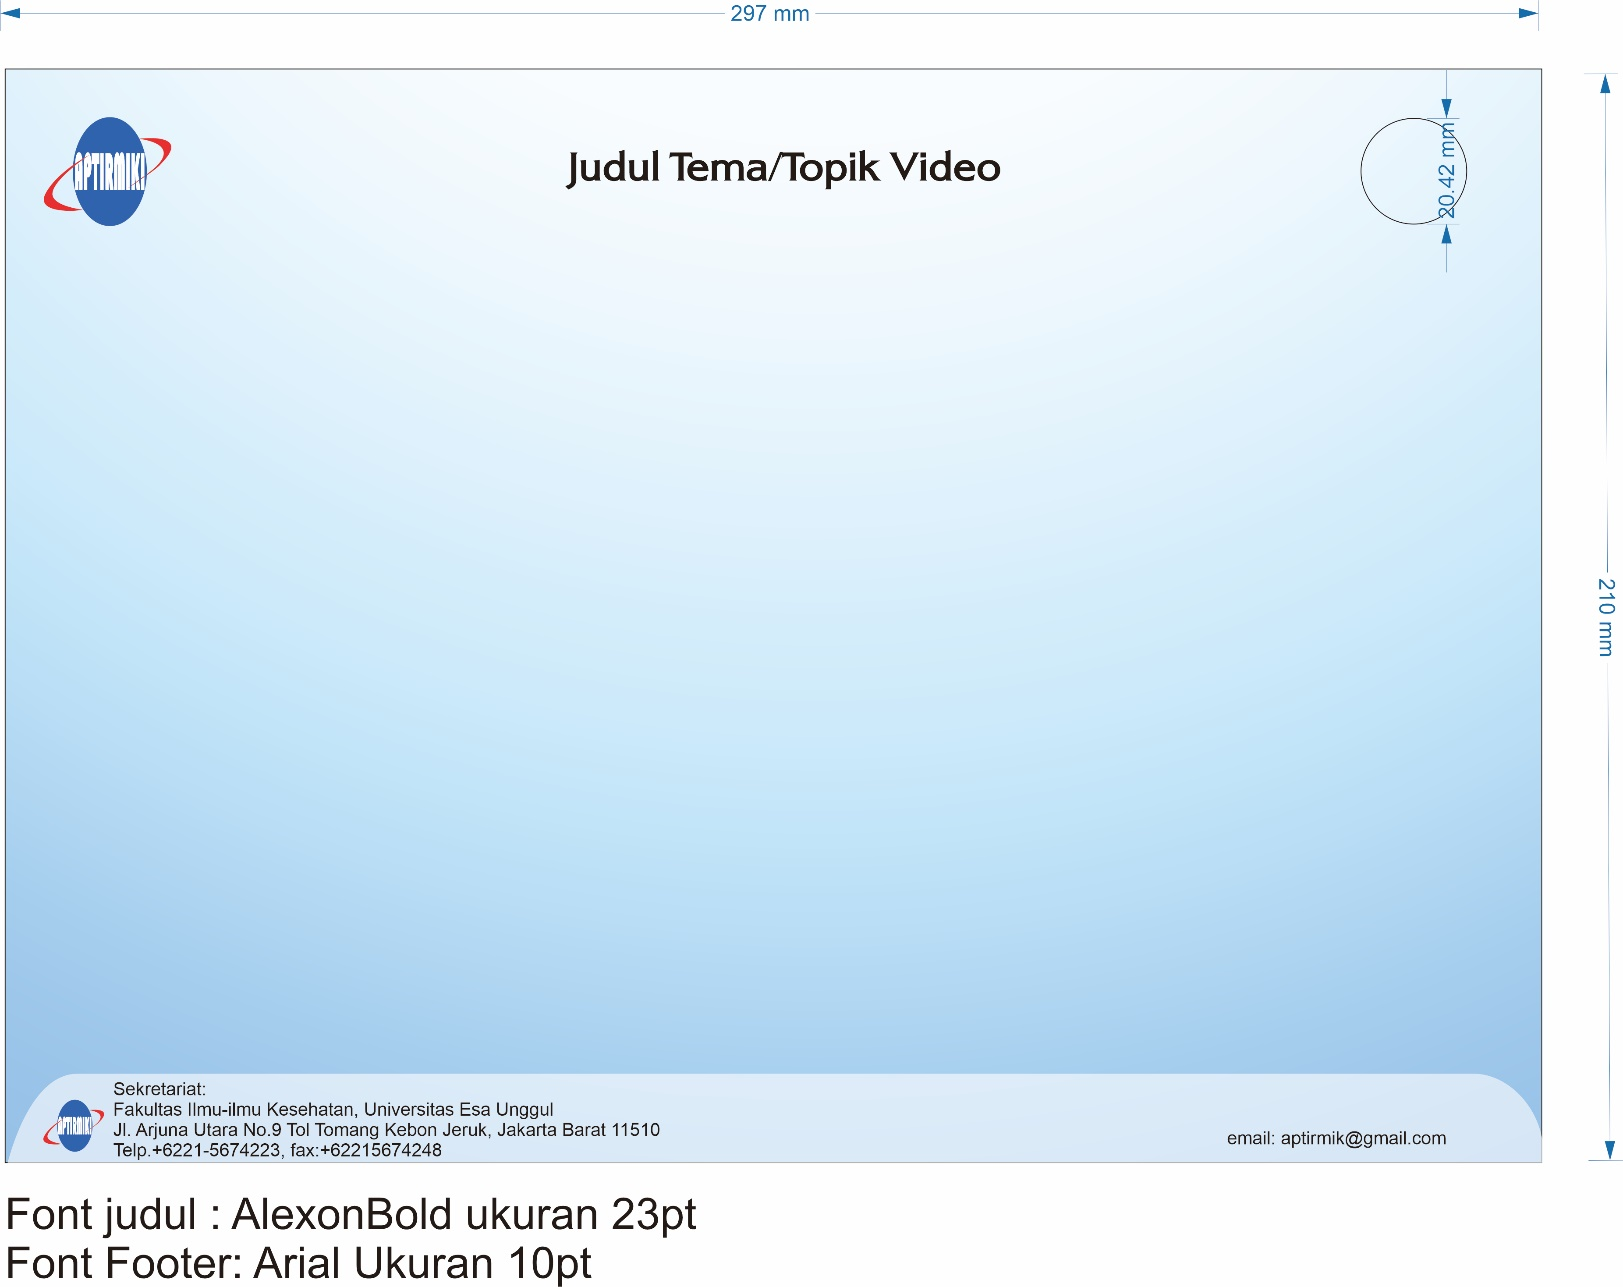 297 mm
APTIRMIKI
Judul Tema/Topik Video
20.42 mm
210 mm
Sekretariat:
Fakultas Ilmu-ilmu Kesehatan, Universitas Esa Unggul
Jl. Arjuna Utara No.9 Tol Tomang Kebon Jeruk, Jakarta Barat 11510
Telp.+6221-5674223, fax:+62215674248
APTIRMIKI
email: aptirmik@gmail.com
Font judul : AlexonBold ukuran 23pt
Font Footer: Arial Ukuran 10pt